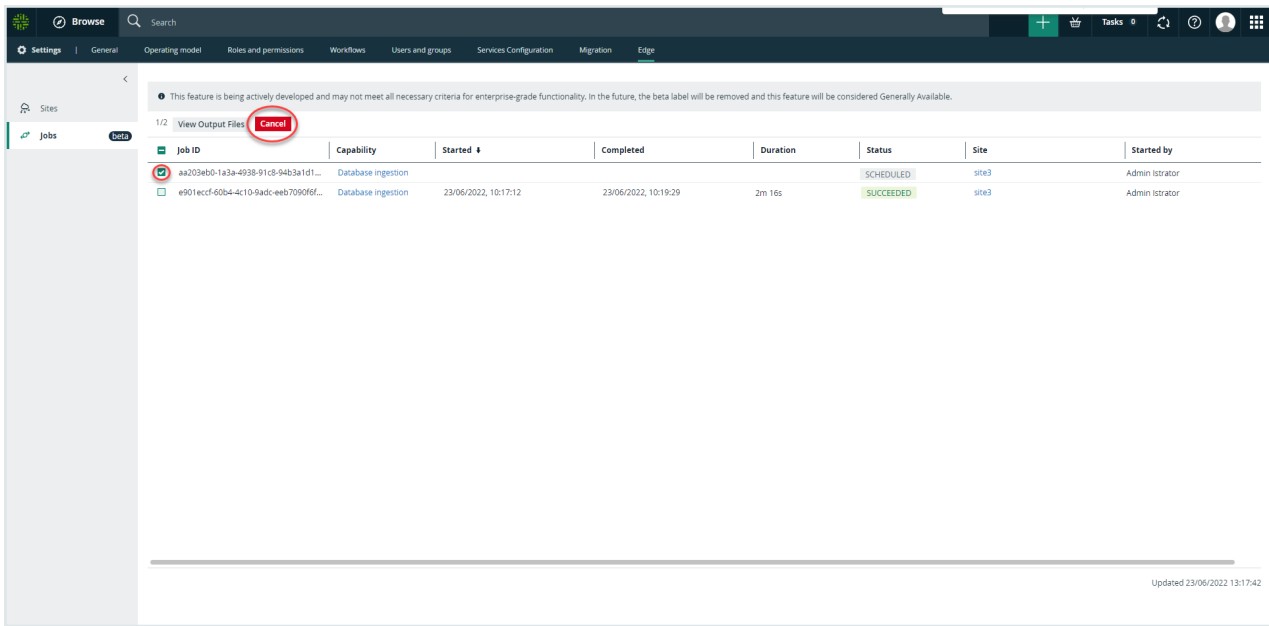 Browse Search Tasks 0
Settings | General Operating model Roles and permissions Workflows Users and groups Services Configuration Migration Edge
This feature is being actively developed and may not meet all necessary criteria for enterprise-grade functionality. In the future, the beta label will be removed and this feature will be considered Generally Available.
Sites
Jobs beta
1/2 View Output Files Cancel
Job ID Capability Started Completed Duration Status Site Started by
aa203eb0-1a3a-4938-91c8-94b3a1d1... Database ingestion SCHEDULED site3 Admin Istrator
e901eccf-60b4-4c10-9adc-eeb7090f6f... Database ingestion 23/06/2022, 10:17:12 23/06/2022, 10:19:29 2m 16s SUCCEEDED site3 Admin Istrator
Updated 23/06/2022 13:17:42